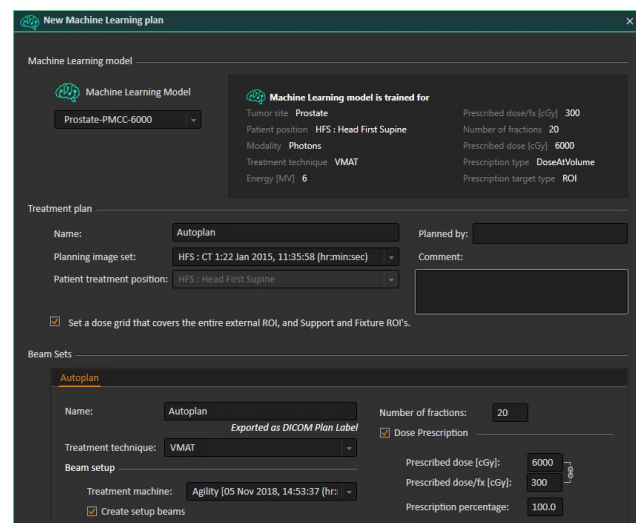 New Machine Learning plan
Machine Learning model
Machine Learning Model
Prostate-PMCC-6000
Machine Learning model is trained for
Tumor site Prostate
Patient position HFS : Head First Supine
Modality Photons
Treatment technique VMAT
Energy [MV] 6
Prescribed dose/fx [cGy] 300
Number of fractions 20
Prescribed dose [cGy] 6000
Prescription type DoseAtVolume
Prescription target type ROI
Treatment plan
Name: Autoplan
Planned by:
Planning image set: HFS : CT 1:22 Jan 2015, 11:35:58 (hr:min:sec)
Comment:
Patient treatment position: HFS : Head First Supine
Set a dose grid that covers the entire external ROI, and Support and Fixture ROI's.
Beam Sets
Autoplan
Name: Autoplan
Exported as DICOM Plan Label
Treatment technique: VMAT
Beam setup
Treatment machine: Agility [05 Nov 2018, 14:53:37 (hr:
Create setup beams
Number of fractions: 20
Dose Prescription
Prescribed dose [cGy]: 6000
Prescribed dose/fx [cGy]: 300
Prescription percentage: 100.0